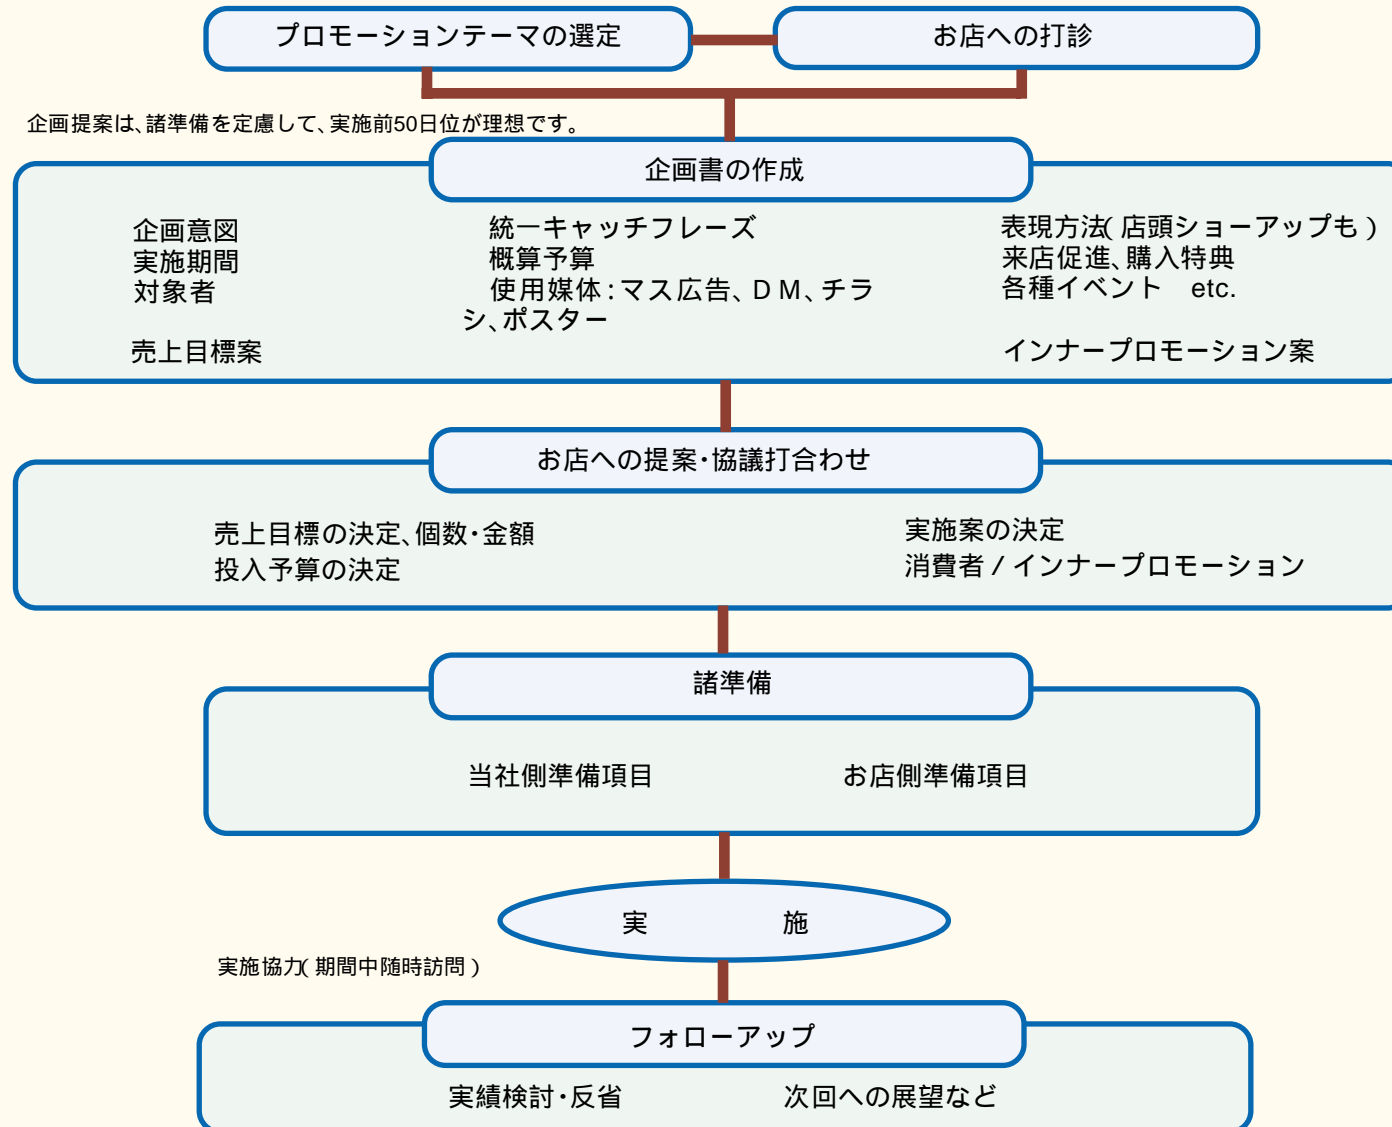 プロモーションテーマの選定
お店への打診
企画提案は、諸準備を定慮して、実施前50日位が理想です。
企画書の作成
企画意図
実施期間
対象者
売上目標案
統一キャッチフレーズ
概算予算
使用媒体：マス広告、ＤＭ、チラ
シ、ポスター
表現方法（店頭ショーアップも）
来店促進、購入特典
各種イベント　etc.
インナープロモーション案
お店への提案・協議打合わせ
売上目標の決定、個数・金額
投入予算の決定
実施案の決定
消費者／インナープロモーション
諸準備
当社側準備項目
お店側準備項目
実　　　　　施
実施協力（期間中随時訪問）
フォローアップ
実績検討・反省
次回への展望など